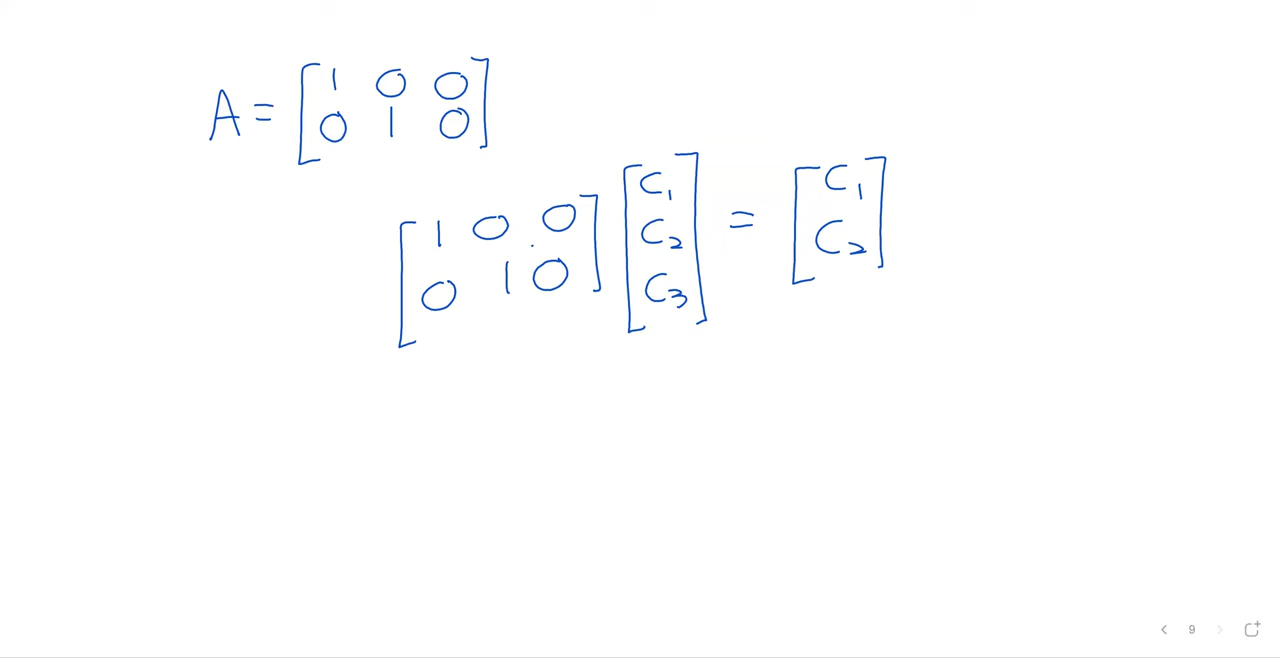 A = [1 0 0
0 1 0]
[1 0 0
0 1 0] [C₁
C₂
C₃] = [C₁
C₂]
9